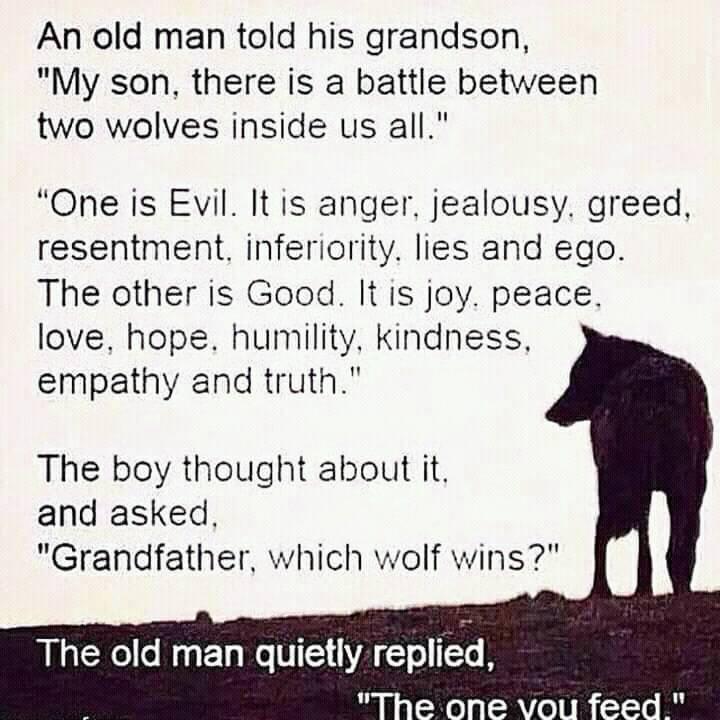 An old man told his grandson,
"My son, there is a battle between
two wolves inside us all."
“One is Evil. It is anger, jealousy, greed,
resentment, inferiority, lies and ego.
The other is Good. It is joy, peace,
love, hope, humility, kindness,
empathy and truth."
The boy thought about it,
and asked,
"Grandfather, which wolf wins?"
The old man quietly replied,
"The one you feed."